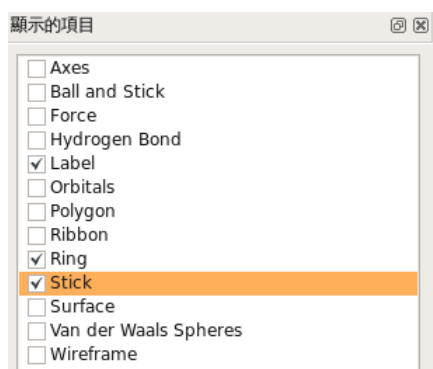 顯示的項目
Axes
Ball and Stick
Force
Hydrogen Bond
Label
Orbitals
Polygon
Ribbon
Ring
Stick
Surface
Van der Waals Spheres
Wireframe